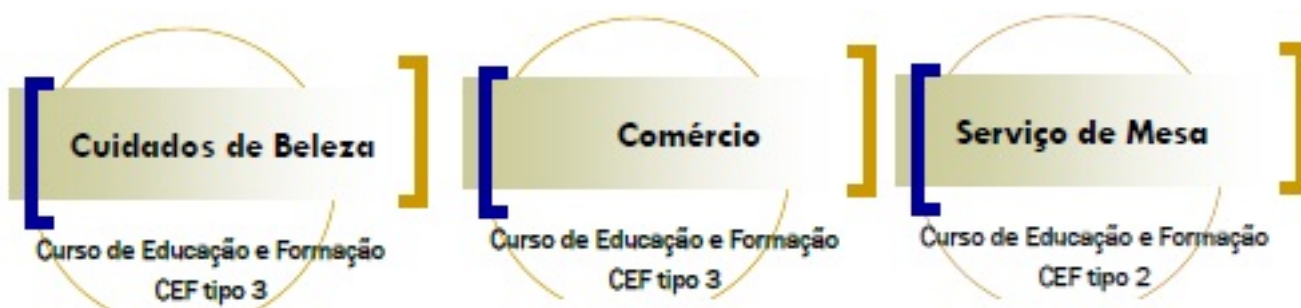 Cuidados de Beleza
Curso de Educação e Formação
CEF tipo 3
Comércio
Curso de Educação e Formação
CEF tipo 3
Serviço de Mesa
Curso de Educação e Formação
CEF tipo 2